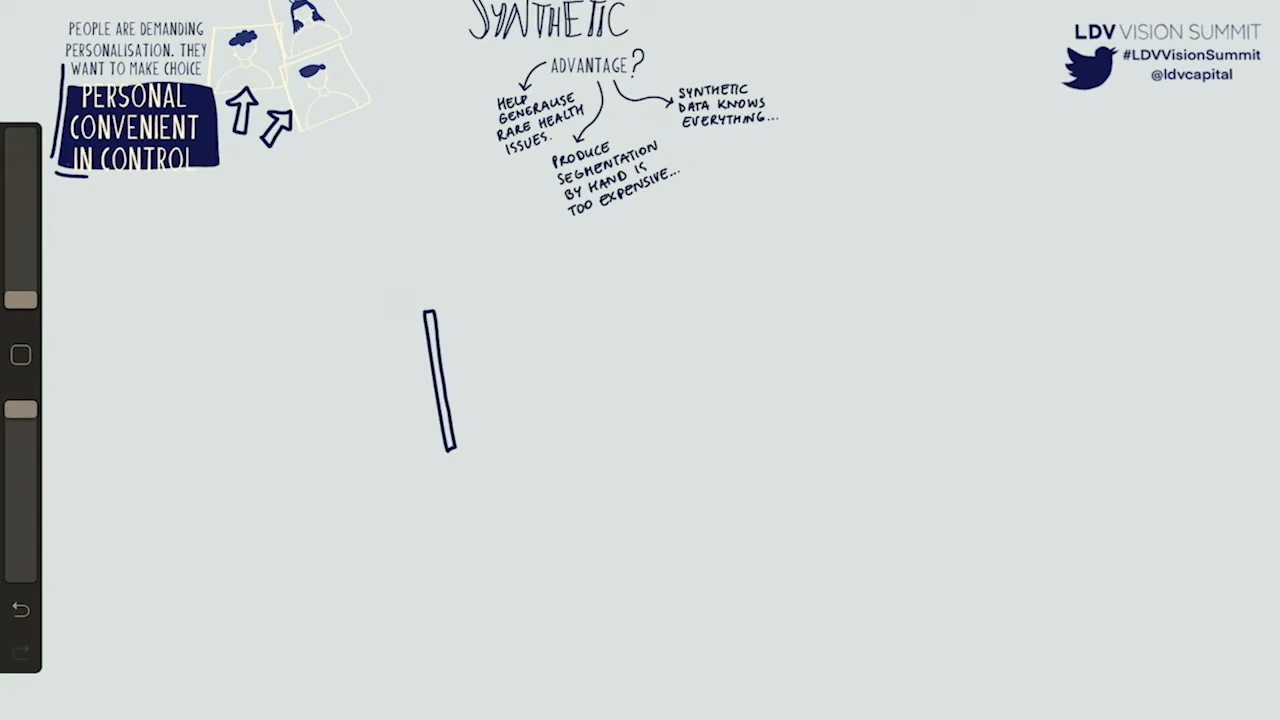 PEOPLE ARE DEMANDING
PERSONALISATION. THEY
WANT TO MAKE CHOICE
PERSONAL
CONVENIENT
IN CONTROL
SYNTHETIC
ADVANTAGE?
HELP
GENERAUSE
RARE HEALTH
ISSUES.
PRODUCE
SEGMENTATION
BY HAND IS
TOO EXPENSIVE...
SYNTHETIC
DATA KNOWS
EVERYTHING...
LDV VISION SUMMIT
#LDVVisionSummit
@ldvcapital